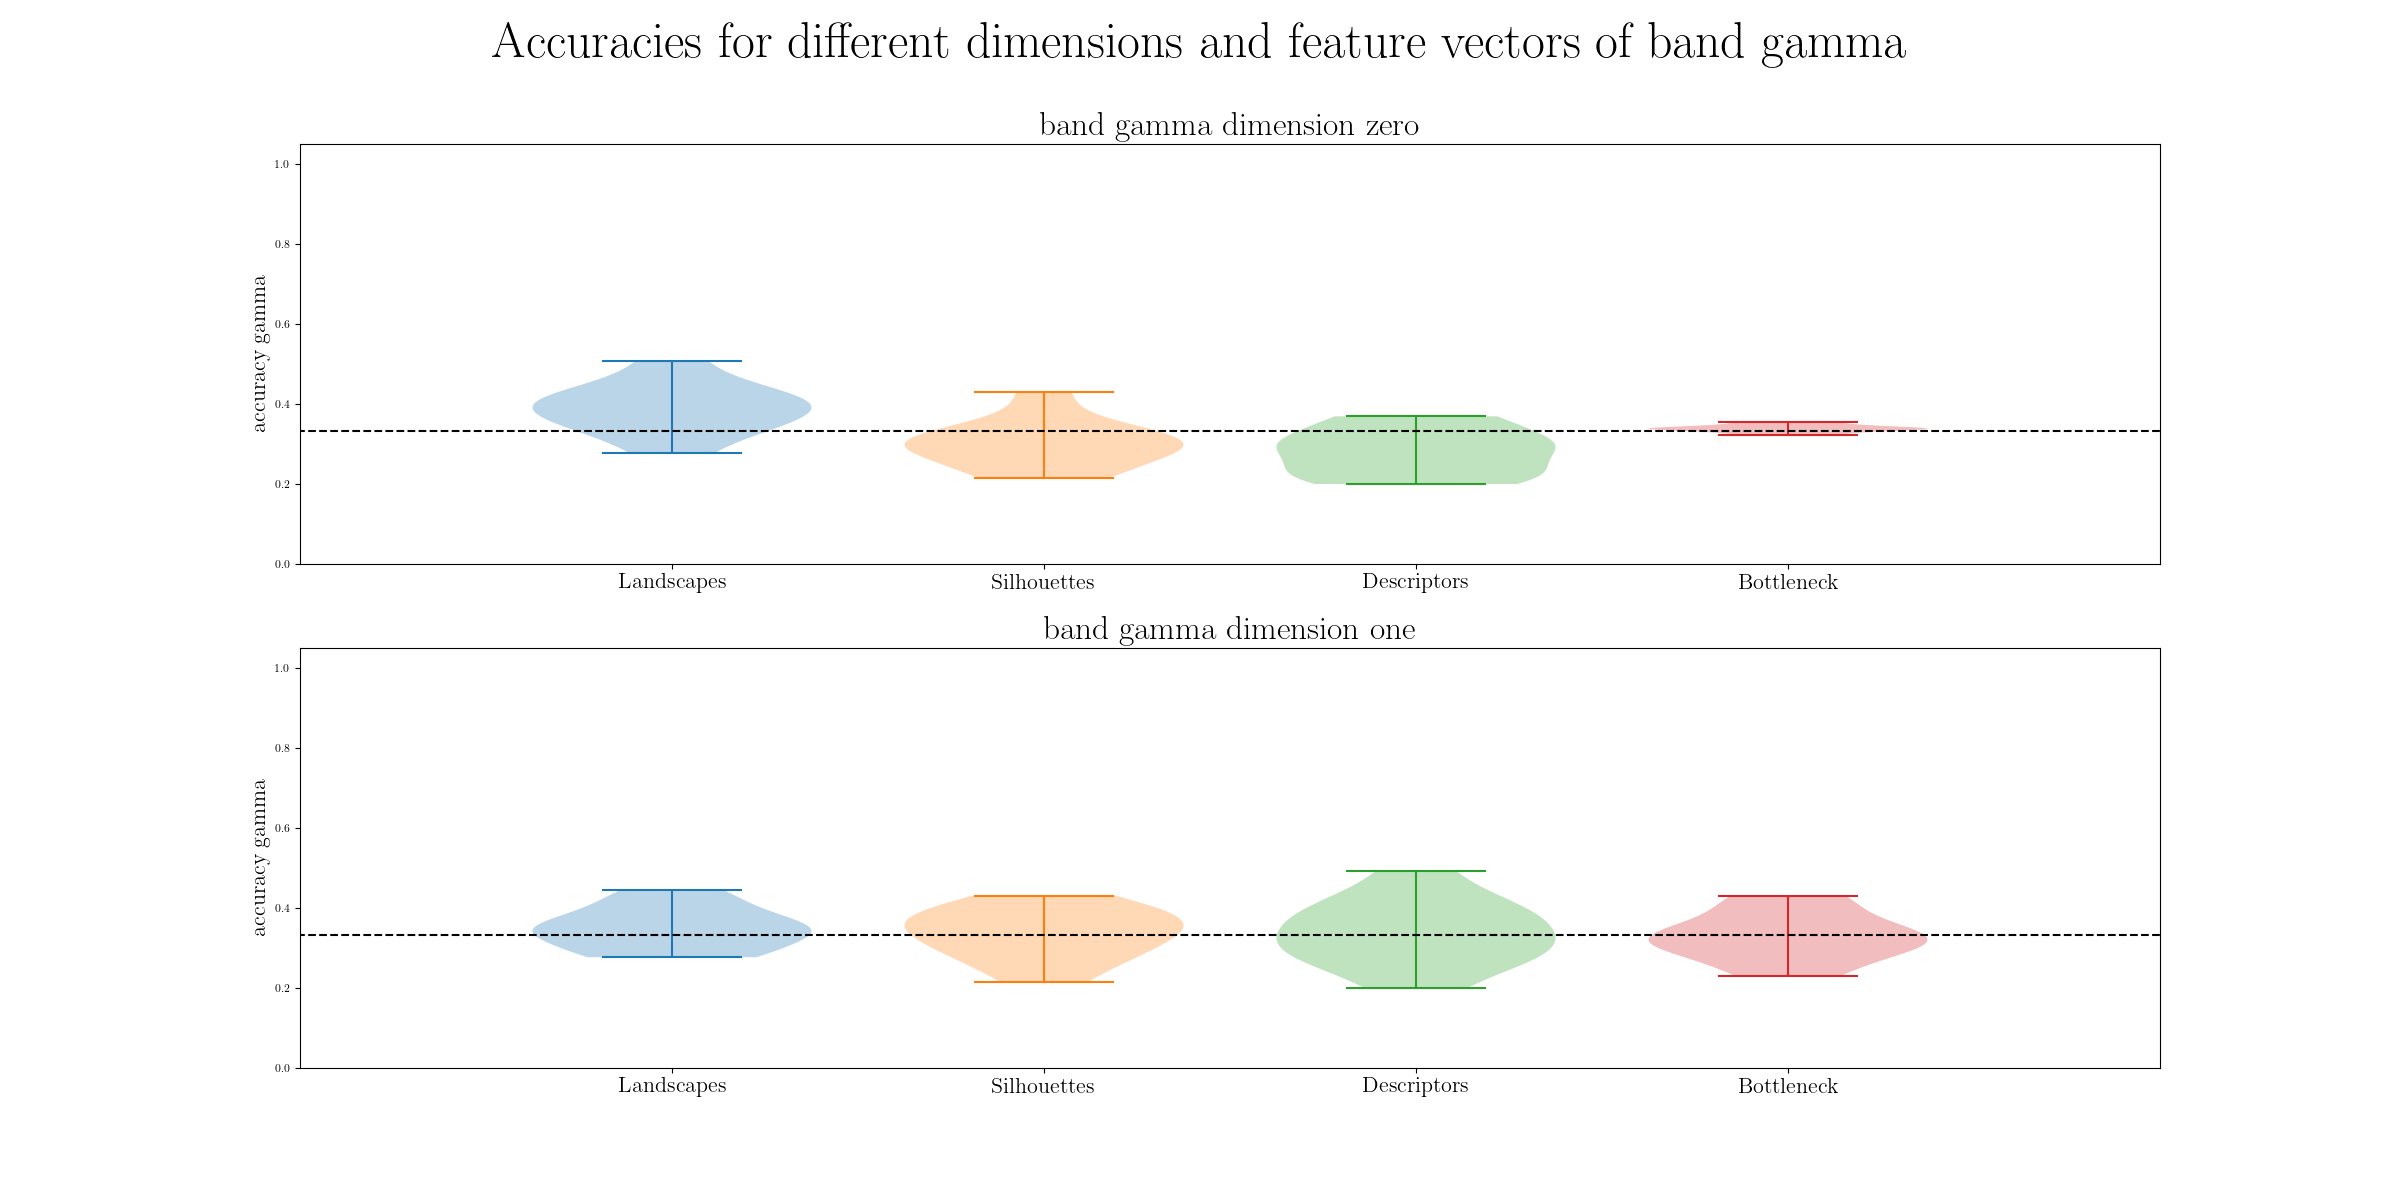 Accuracies for different dimensions and feature vectors of band gamma
band gamma dimension zero
accuracy gamma
1.0
0.8
0.6
0.4
0.2
0.0
Landscapes Silhouettes Descriptors Bottleneck
band gamma dimension one
accuracy gamma
1.0
0.8
0.6
0.4
0.2
0.0
Landscapes Silhouettes Descriptors Bottleneck